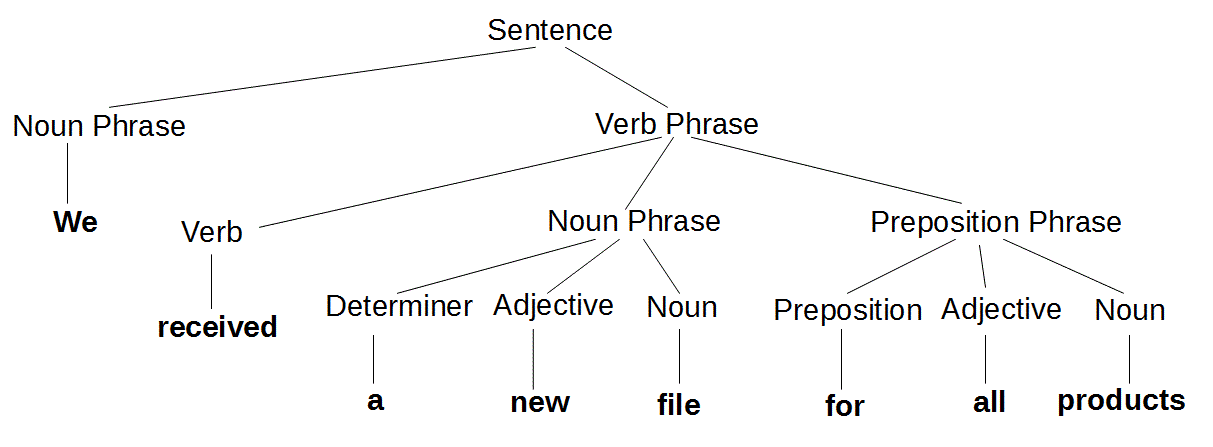 Sentence
Noun Phrase Verb Phrase
We Verb Noun Phrase Preposition Phrase
received Determiner Adjective Noun Preposition Adjective Noun
a new file for all products